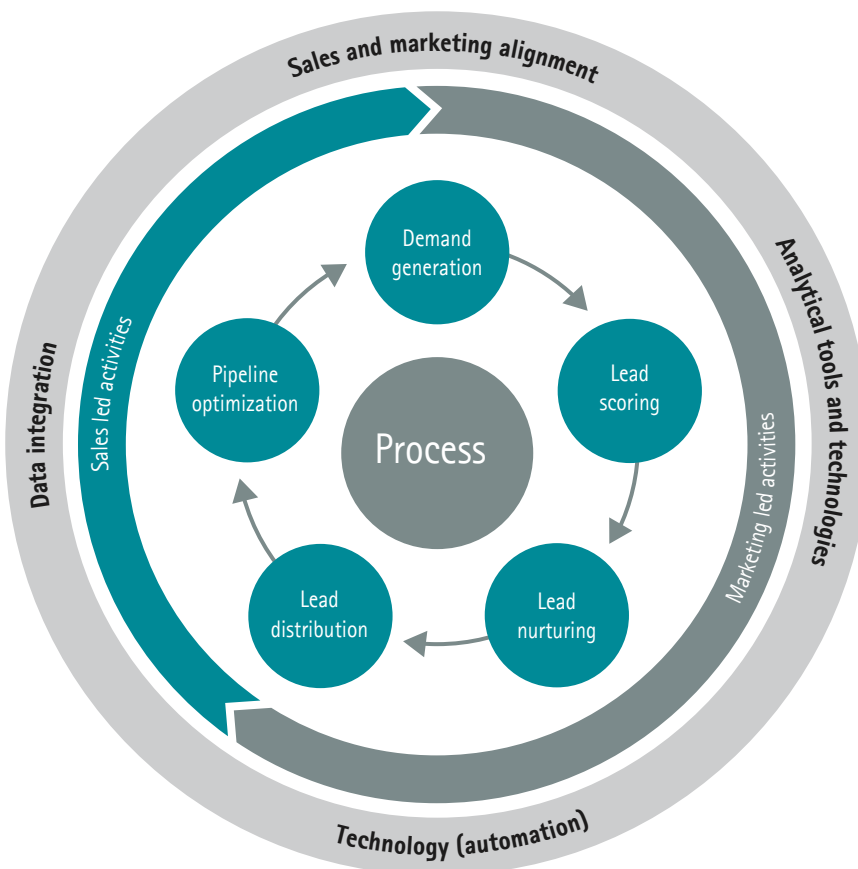 Sales and marketing alignment
Analytical tools and technologies
Technology (automation)
Data integration
Sales led activities
Marketing led activities
Demand
generation
Lead
scoring
Lead
nurturing
Lead
distribution
Pipeline
optimization
Process